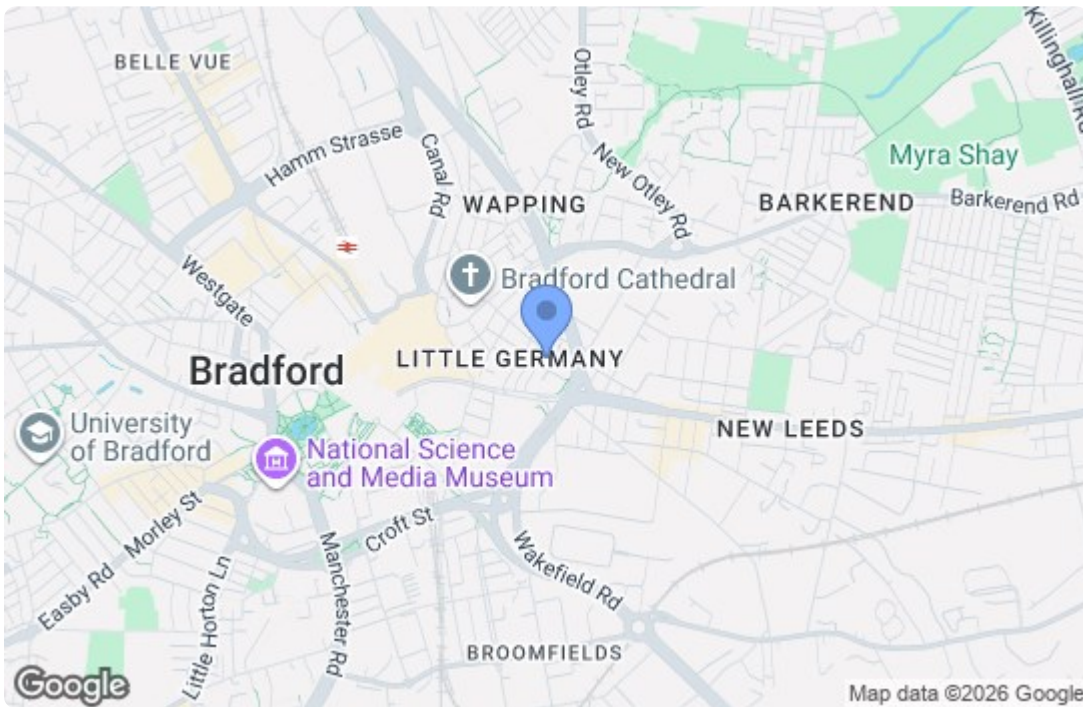 BELLE VUE
Otley Rd
Killinghall Rd
Hamm Strasse
Canal Rd
New Otley Rd
Myra Shay
WAPPING
BARKEREND
Barkerend Rd
Westgate
Bradford Cathedral
Bradford
LITTLE GERMANY
University
of Bradford
NEW LEEDS
National Science
and Media Museum
Morley St
Croft St
Easby Rd
Little Horton Ln
Manchester Rd
Wakefield Rd
BROOMFIELDS
Google
Map data ©2026 Google